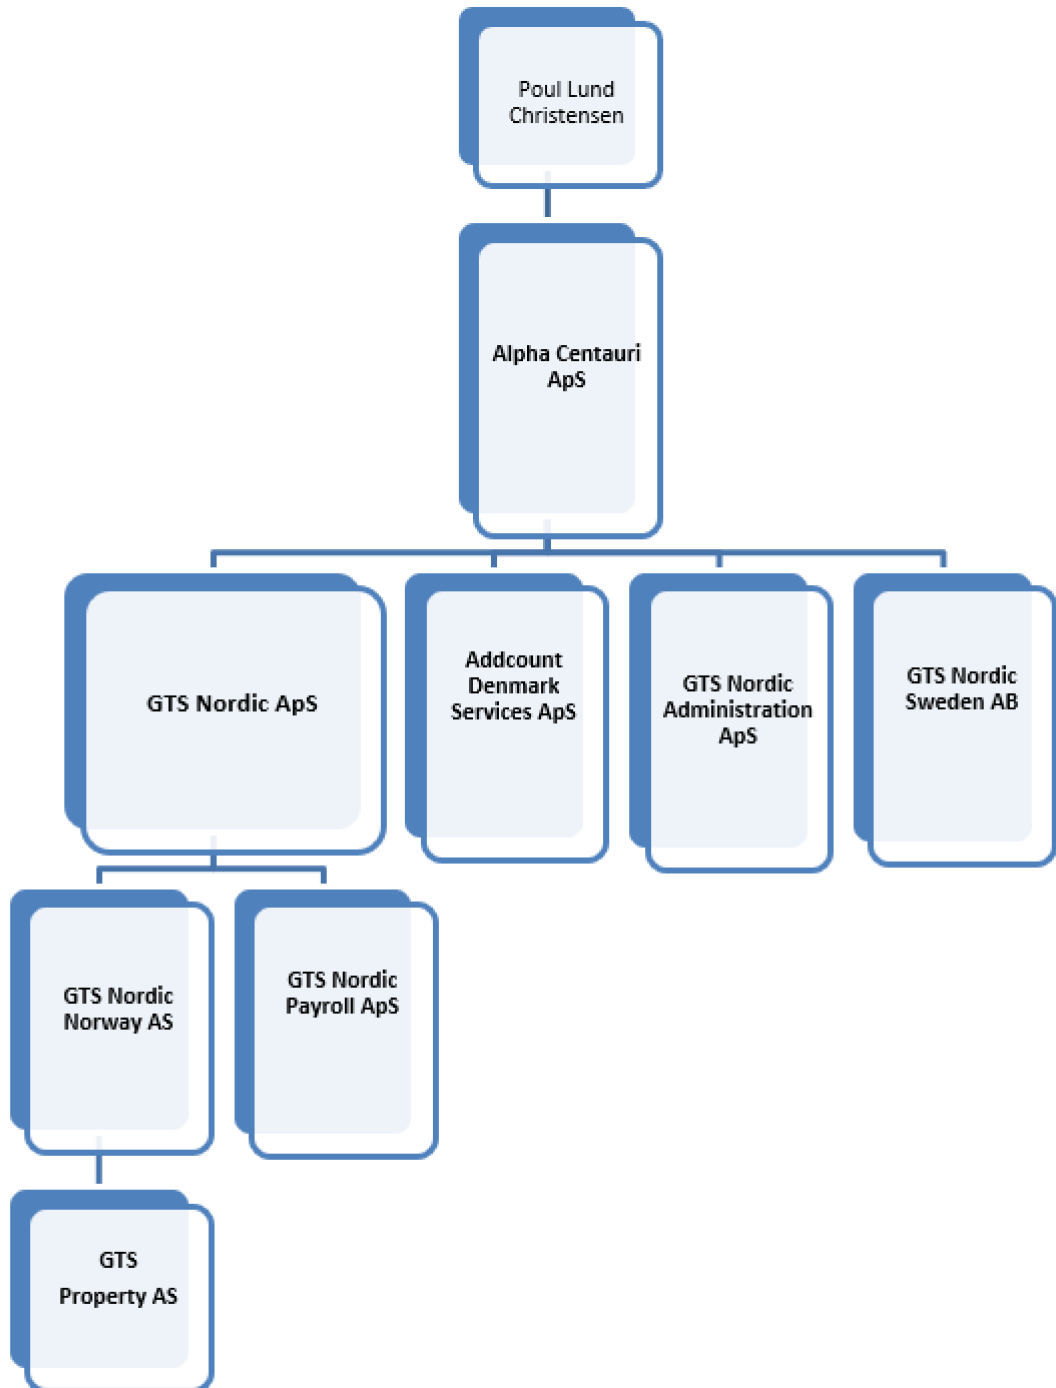 Poul Lund
Christensen
Alpha Centauri
ApS
GTS Nordic ApS
Addcount
Denmark
Services ApS
GTS Nordic
Administration
ApS
GTS Nordic
Sweden AB
GTS Nordic
Norway AS
GTS Nordic
Payroll ApS
GTS
Property AS